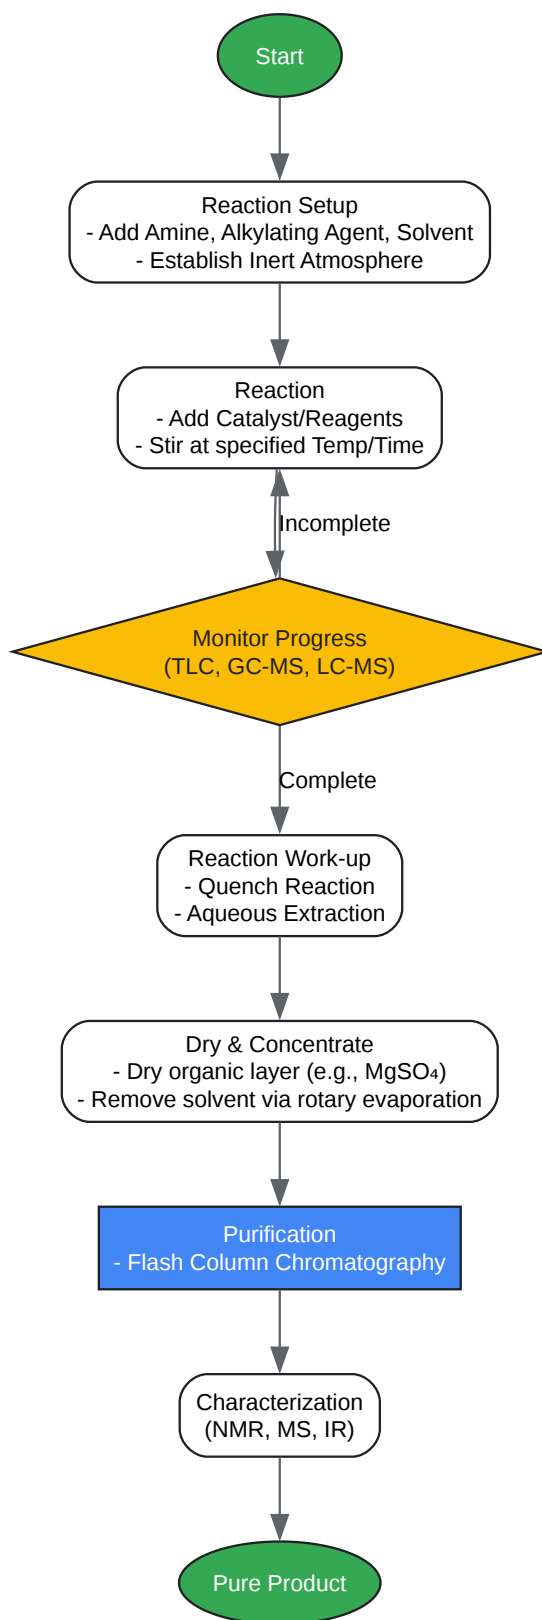 Start
Reaction Setup
- Add Amine, Alkylating Agent, Solvent
- Establish Inert Atmosphere
Reaction
- Add Catalyst/Reagents
- Stir at specified Temp/Time
Incomplete
Monitor Progress
(TLC, GC-MS, LC-MS)
Complete
Reaction Work-up
- Quench Reaction
- Aqueous Extraction
Dry & Concentrate
- Dry organic layer (e.g., MgSO₄)
- Remove solvent via rotary evaporation
Purification
- Flash Column Chromatography
Characterization
(NMR, MS, IR)
Pure Product